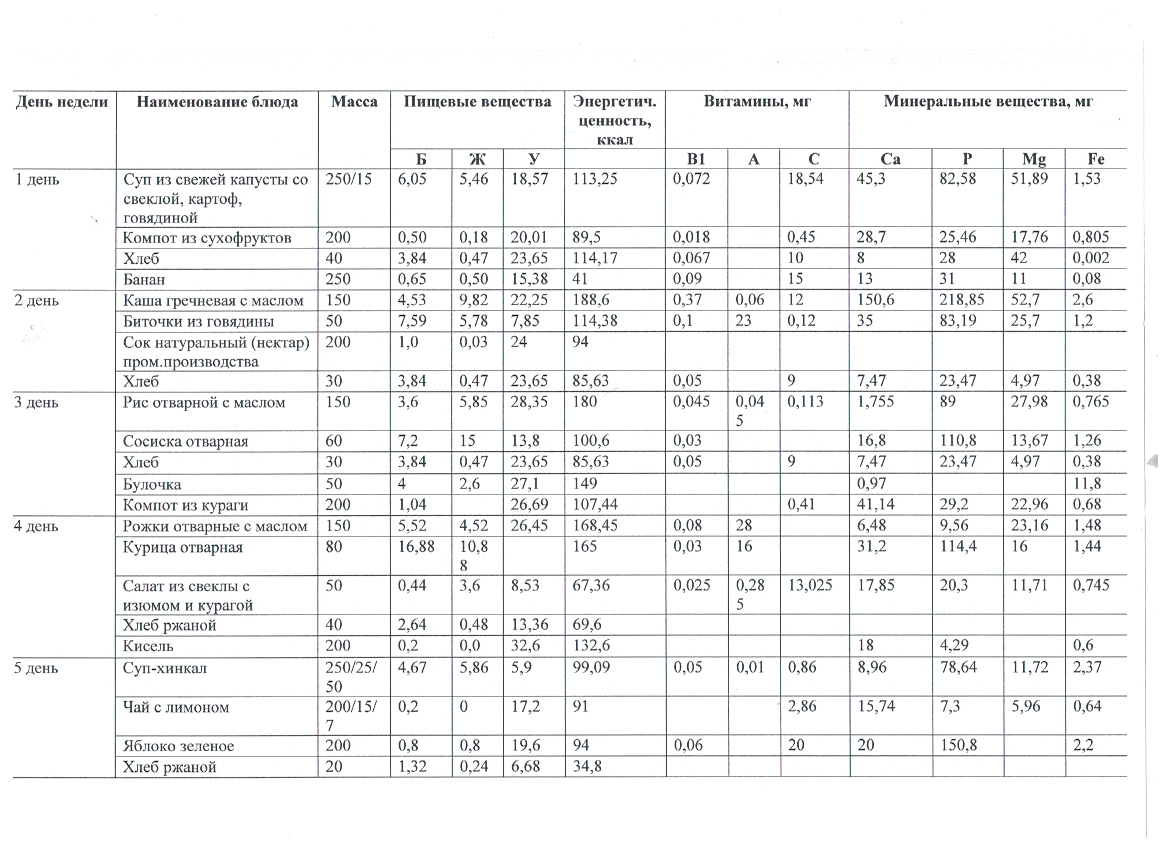 День недели Наименование блюда Масса Пищевые вещества Энергетич. ценность, ккал Витамины, мг Минеральные вещества, мг
Б Ж У В1 А С Са Р Mg Fe
1 день Суп из свежей капусты со 250/15 6,05 5,46 18,57 113,25 0,072 18,54 45,3 82,58 51,89 1,53
свеклой, картоф,
говядиной
Компот из сухофруктов 200 0,50 0,18 20,01 89,5 0,018 0,45 28,7 25,46 17,76 0,805
Хлеб 40 3,84 0,47 23,65 114,17 0,067 10 8 28 42 0,002
Банан 250 0,65 0,50 15,38 41 0,09 15 13 31 11 0,08
2 день Каша гречневая с маслом 150 4,53 9,82 22,25 188,6 0,37 0,06 12 150,6 218,85 52,7 2,6
Биточки из говядины 50 7,59 5,78 7,85 114,38 0,1 23 0,12 35 83,19 25,7 1,2
Сок натуральный (нектар) 200 1,0 0,03 24 94
пром.производства
Хлеб 30 3,84 0,47 23,65 85,63 0,05 9 7,47 23,47 4,97 0,38
3 день Рис отварной с маслом 150 3,6 5,85 28,35 180 0,045 0,04 0,113 1,755 89 27,98 0,765
5
Сосиска отварная 60 7,2 15 13,8 100,6 0,03 16,8 110,8 13,67 1,26
Хлеб 30 3,84 0,47 23,65 85,63 0,05 9 7,47 23,47 4,97 0,38
Булочка 50 4 2,6 27,1 149 0,97 11,8
Компот из кураги 200 1,04 26,69 107,44 0,41 41,14 29,2 22,96 0,68
4 день Рожки отварные с маслом 150 5,52 4,52 26,45 168,45 0,08 28 6,48 9,56 23,16 1,48
Курица отварная 80 16,88 10,8 165 0,03 16 31,2 114,4 16 1,44
8
Салат из свеклы с 50 0,44 3,6 8,53 67,36 0,025 0,28 13,025 17,85 20,3 11,71 0,745
изюмом и курагой 5
Хлеб ржаной 40 2,64 0,48 13,36 69,6
Кисель 200 0,2 0,0 32,6 132,6 18 4,29 0,6
5 день Суп-хинкал 250/25/ 4,67 5,86 5,9 99,09 0,05 0,01 0,86 8,96 78,64 11,72 2,37
50
Чай с лимоном 200/15/ 0,2 0 17,2 91 2,86 15,74 7,3 5,96 0,64
7
Яблоко зеленое 200 0,8 0,8 19,6 94 0,06 20 20 150,8 2,2
Хлеб ржаной 20 1,32 0,24 6,68 34,8